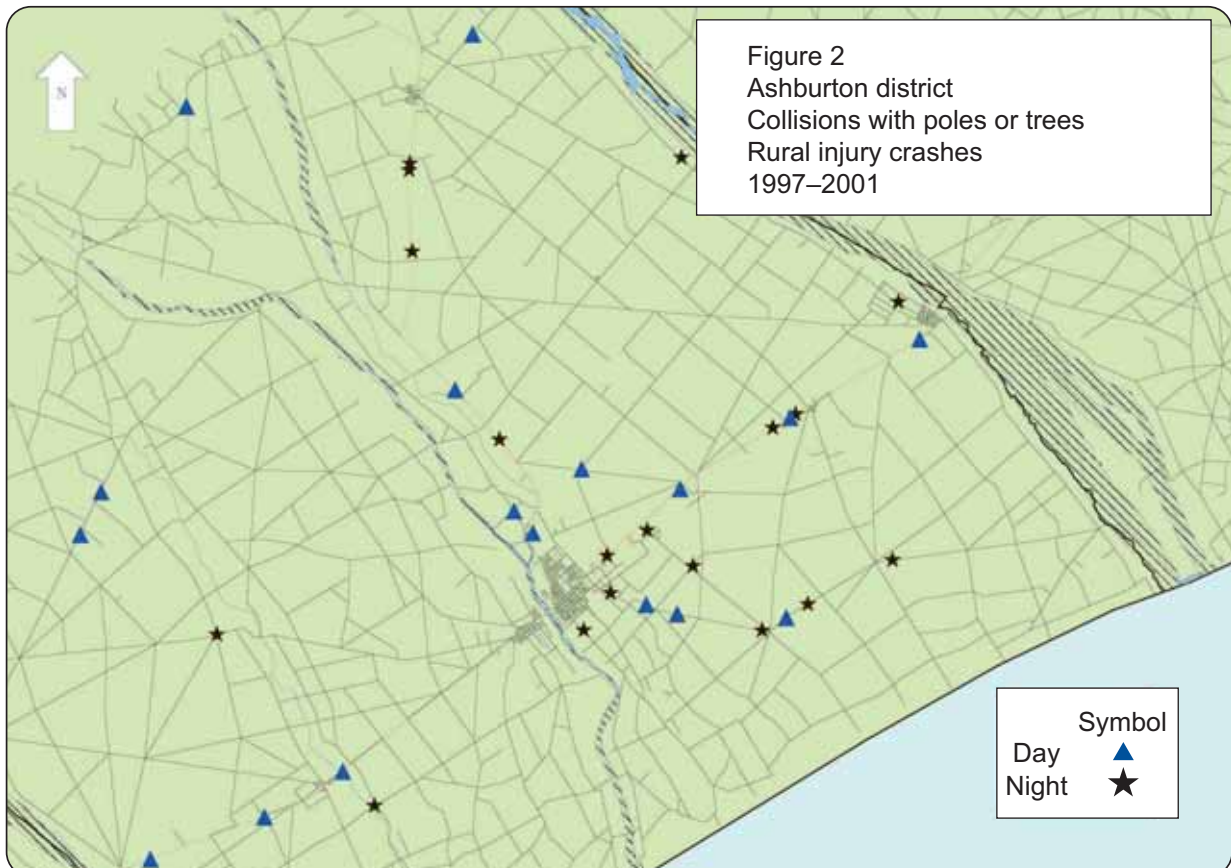 N
Figure 2
Ashburton district
Collisions with poles or trees
Rural injury crashes
1997–2001
Symbol
Day
Night